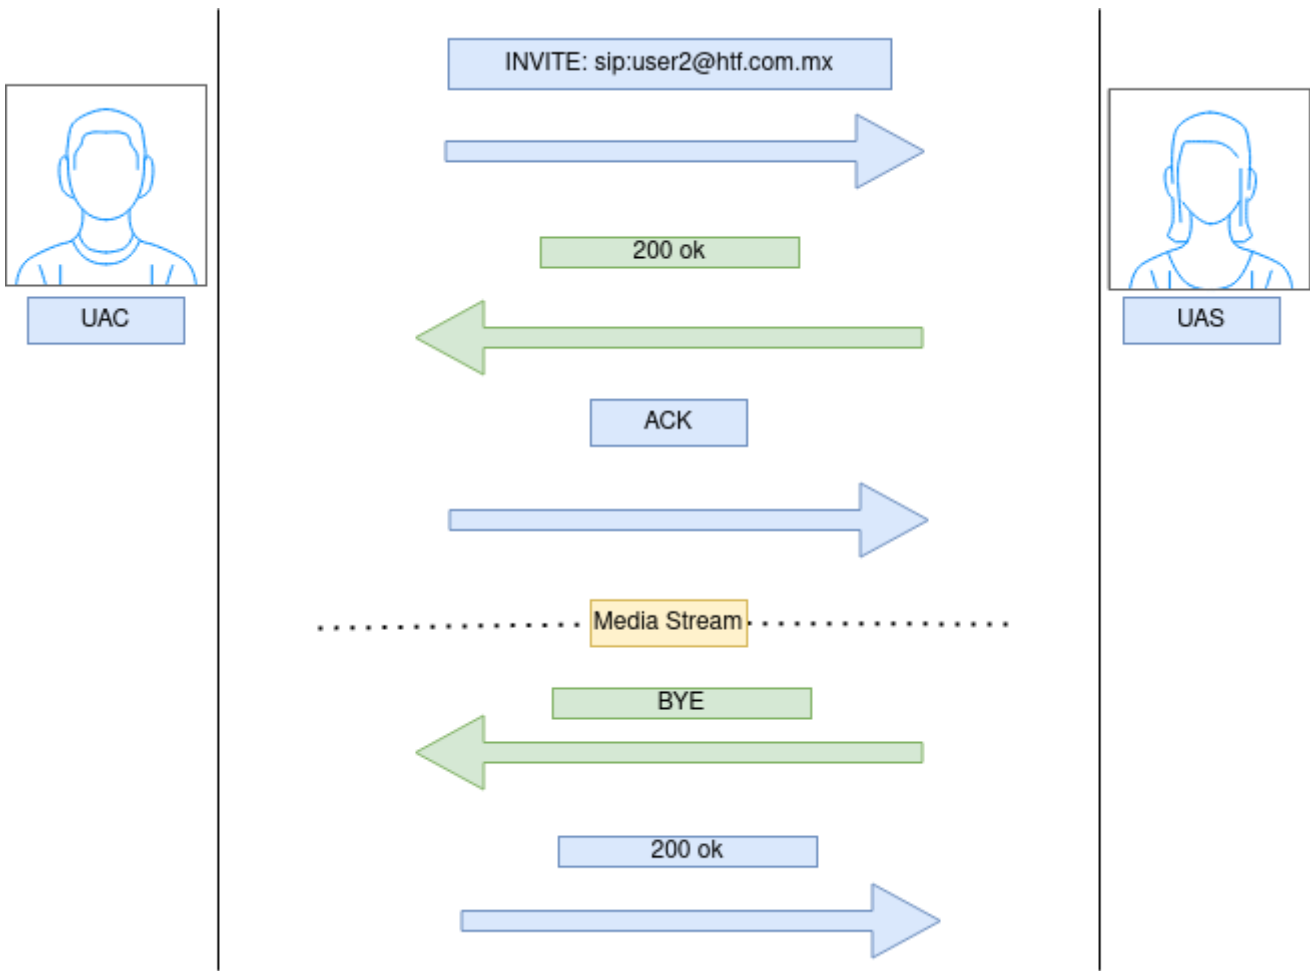 INVITE: sip:user2@htf.com.mx
200 ok
UAC
UAS
ACK
Media Stream
BYE
200 ok